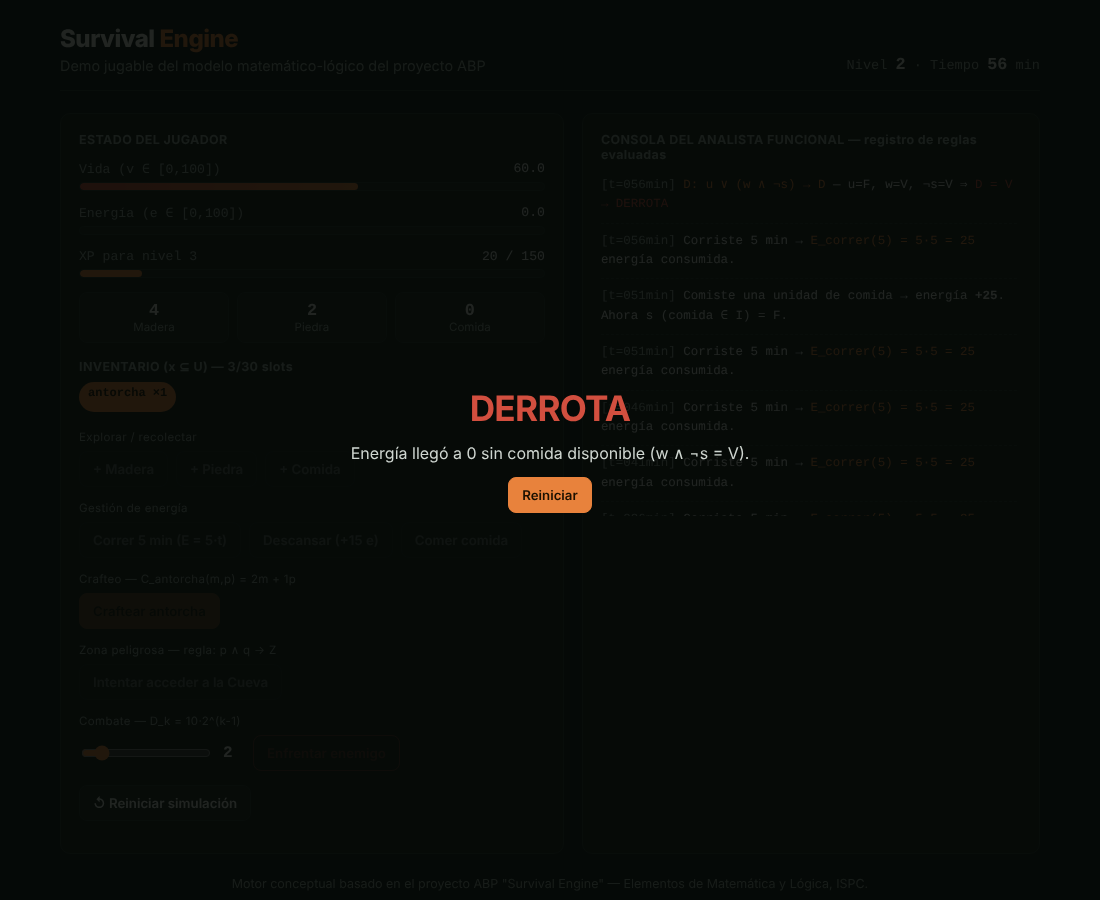 Survival Engine
Demo jugable del modelo matemático-lógico del proyecto ABP
Nivel 2 · Tiempo 56 min
ESTADO DEL JUGADOR
Vida (v ∈ [0,100]) 60.0
Energía (e ∈ [0,100]) 0.0
XP para nivel 3 20 / 150
4 2 0
Madera Piedra Comida
INVENTARIO (x ⊆ U) — 3/30 slots
antorcha ×1
Explorar / recolectar
+ Madera + Piedra + Comida
Gestión de energía
Correr 5 min (E = 5·t) Descansar (+15 e) Comer comida
Crafteo — C_antorcha(m,p) = 2m + 1p
Craftear antorcha
Zona peligrosa — regla: p ∧ q → Z
Intentar acceder a la Cueva
Combate — D_k = 10·2^(k-1)
2 Enfrentar enemigo
↺ Reiniciar simulación
CONSOLA DEL ANALISTA FUNCIONAL — registro de reglas
evaluadas
[t=056min] D: u ∨ (w ∧ ¬s) → D — u=F, w=V, ¬s=V ⇒ D = V
→ DERROTA
[t=056min] Corriste 5 min → E_correr(5) = 5·5 = 25
energía consumida.
[t=051min] Comiste una unidad de comida → energía +25.
Ahora s (comida ∈ I) = F.
[t=051min] Corriste 5 min → E_correr(5) = 5·5 = 25
energía consumida.
[t=046min] Corriste 5 min → E_correr(5) = 5·5 = 25
energía consumida.
[t=041min] Corriste 5 min → E_correr(5) = 5·5 = 25
energía consumida.
DERROTA
Energía llegó a 0 sin comida disponible (w ∧ ¬s = V).
Reiniciar
Motor conceptual basado en el proyecto ABP "Survival Engine" — Elementos de Matemática y Lógica, ISPC.